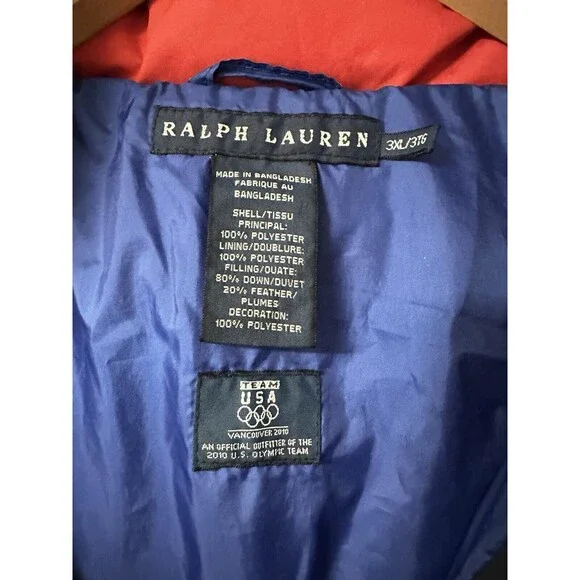 RALPH LAUREN
3XL/3TG
MADE IN BANGLADESH
FABRIQUE AU
BANGLADESH
SHELL/TISSU
PRINCIPAL:
100% POLYESTER
LINING/DOUBLURE:
100% POLYESTER
FILLING/OUATE:
80% DOWN/DUVET
20% FEATHER/
PLUMES
DECORATION:
100% POLYESTER
TEAM
USA
VANCOUVER 2010
AN OFFICIAL OUTFITTER OF THE
2010 U.S. OLYMPIC TEAM